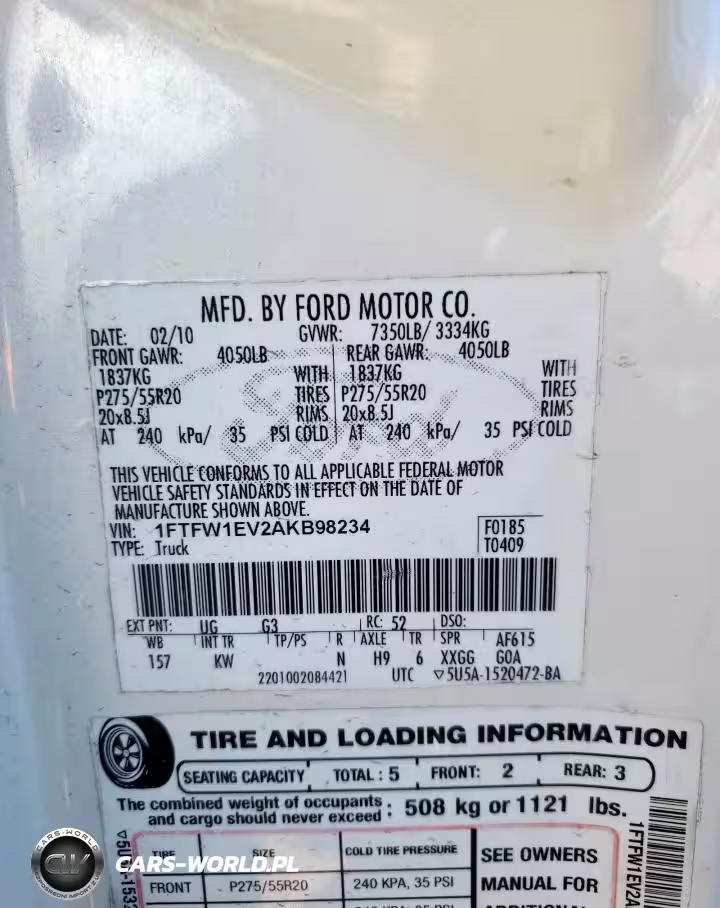 MFD. BY FORD MOTOR CO.
DATE: 02/10 GVWR: 7350LB/ 3334KG
FRONT GAWR: 4050LB REAR GAWR: 4050LB
1837KG WITH 1837KG WITH
P275/55R20 TIRES P275/55R20 TIRES
20x8.5J RIMS 20x8.5J RIMS
AT 240 kPa/ 35 PSI COLD AT 240 kPa/ 35 PSI COLD
Ford
THIS VEHICLE CONFORMS TO ALL APPLICABLE FEDERAL MOTOR
VEHICLE SAFETY STANDARDS IN EFFECT ON THE DATE OF
MANUFACTURE SHOWN ABOVE.
VIN: 1FTFW1EV2AKB98234 F0185
TYPE: Truck T0409
EXT PNT: UG G3 RC: 52 DSO:
WB INT TR TP/PS R AXLE TR SPR AF615
157 KW N H9 6 XXGG GOA
2201002084421 UTC ▽5U5A-1520472-BA
TIRE AND LOADING INFORMATION
SEATING CAPACITY TOTAL : 5 FRONT: 2 REAR: 3
The combined weight of occupants
and cargo should never exceed : 508 kg or 1121 lbs.
TIRE SIZE COLD TIRE PRESSURE SEE OWNERS
FRONT P275/55R20 240 KPA, 35 PSI MANUAL FOR
1FTFW1EV2A
CARS-WORLD
CW
CARS-WORLD.PL